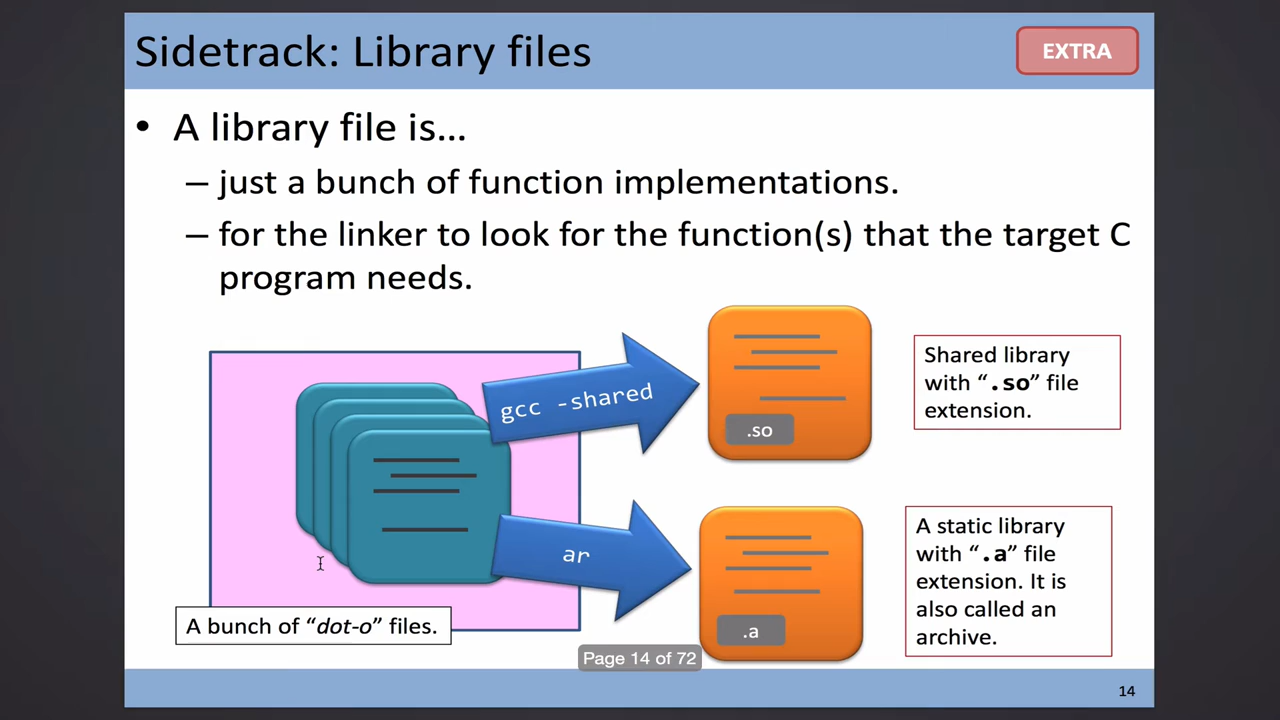 Sidetrack: Library files
EXTRA
• A library file is…
– just a bunch of function implementations.
– for the linker to look for the function(s) that the target C
program needs.
gcc -shared
.so
Shared library
with “.so” file
extension.
ar
.a
A static library
with “.a” file
extension. It is
also called an
archive.
A bunch of “dot-o” files.
Page 14 of 72
14